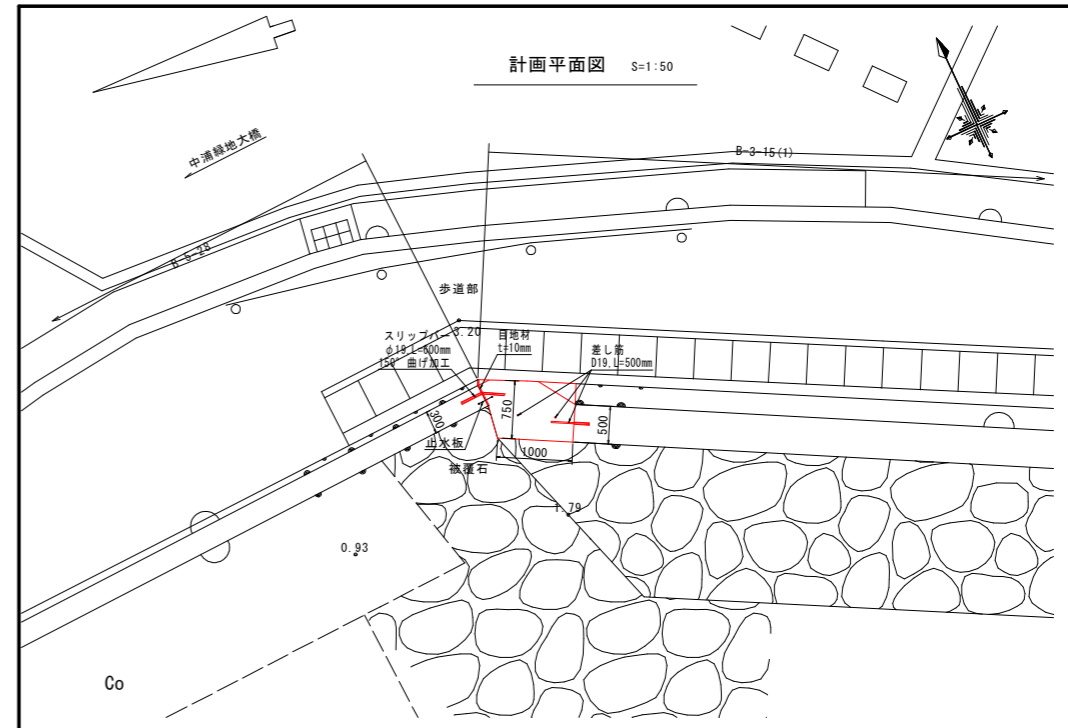 計画平面図 S=1:50
中浦緑地大橋
B-3-15(1)
B-5-28
歩道部
スリップバー
φ19,L=600mm
150°曲げ加工
3.20
目地材
t=10mm
差し筋
D19,L=500mm
300
750
500
止水板
1000
被覆石
1.79
0.93
Co